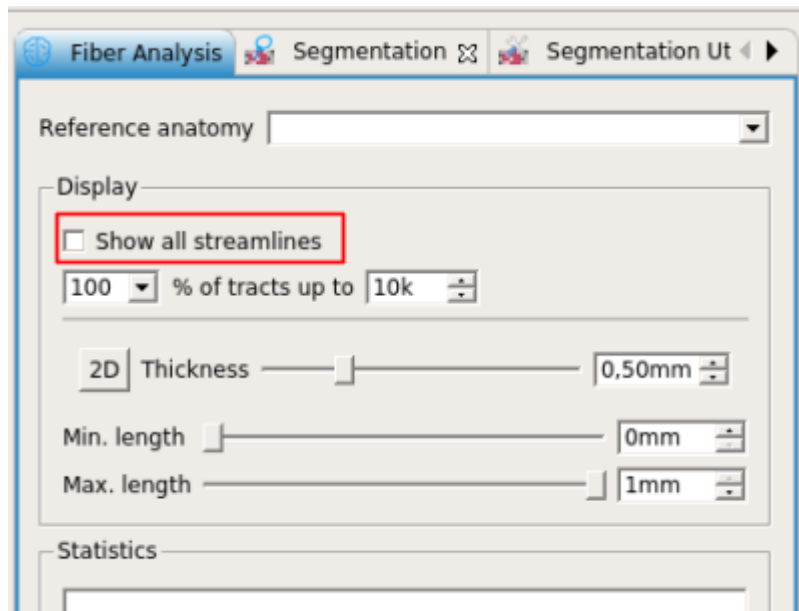 Fiber Analysis Segmentation Segmentation Ut
Reference anatomy
Display
Show all streamlines
100 % of tracts up to 10k
2D Thickness 0,50mm
Min. length 0mm
Max. length 1mm
Statistics